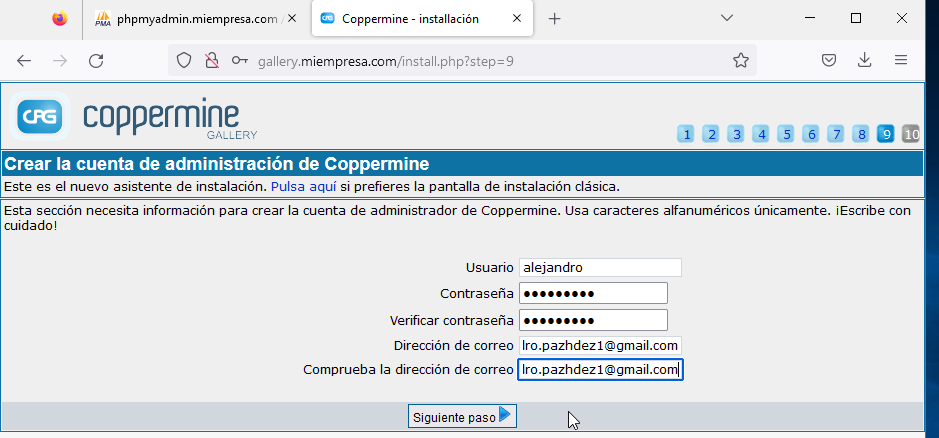 phpmyadmin.miempresa.com /
Coppermine - instalación
gallery.miempresa.com/install.php?step=9
CPG coppermine
GALLERY
1 2 3 4 5 6 7 8 9 10
Crear la cuenta de administración de Coppermine
Este es el nuevo asistente de instalación. Pulsa aquí si prefieres la pantalla de instalación clásica.
Esta sección necesita información para crear la cuenta de administrador de Coppermine. Usa caracteres alfanuméricos únicamente. ¡Escribe con
cuidado!
Usuario alejandro
Contraseña ●●●●●●●●●
Verificar contraseña ●●●●●●●●●
Dirección de correo lro.pazhdez1@gmail.com
Comprueba la dirección de correo lro.pazhdez1@gmail.com
Siguiente paso